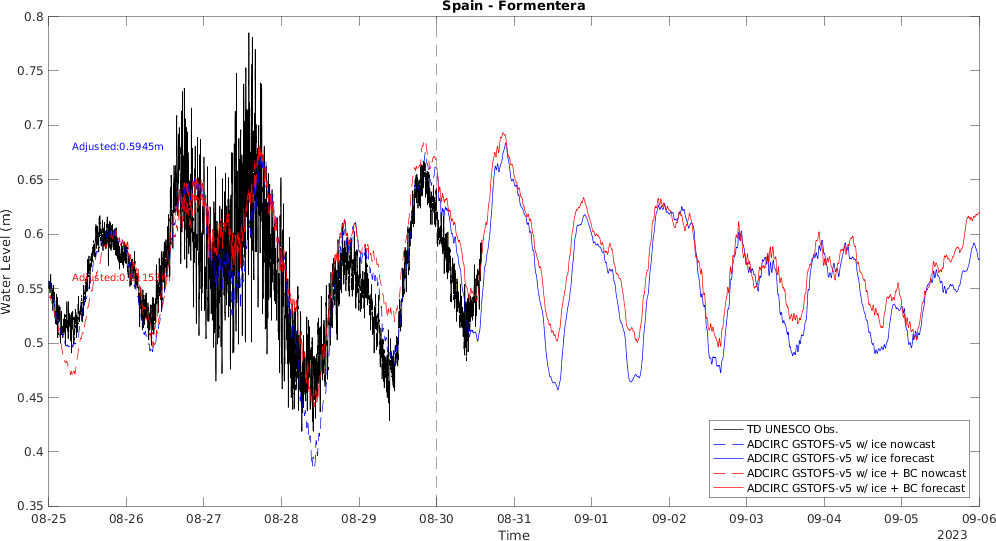 Spain - Formentera
Water Level (m)
0.8
0.75
0.7
0.65
0.6
0.55
0.5
0.45
0.4
0.35
Adjusted:0.5945m
08-25
08-26
08-27
08-28
08-29
08-30
08-31
09-01
09-02
09-03
09-04
09-05
09-06
Time
2023
TD UNESCO Obs.
ADCIRC GSTOFS-v5 w/ ice nowcast
ADCIRC GSTOFS-v5 w/ ice forecast
ADCIRC GSTOFS-v5 w/ ice + BC nowcast
ADCIRC GSTOFS-v5 w/ ice + BC forecast